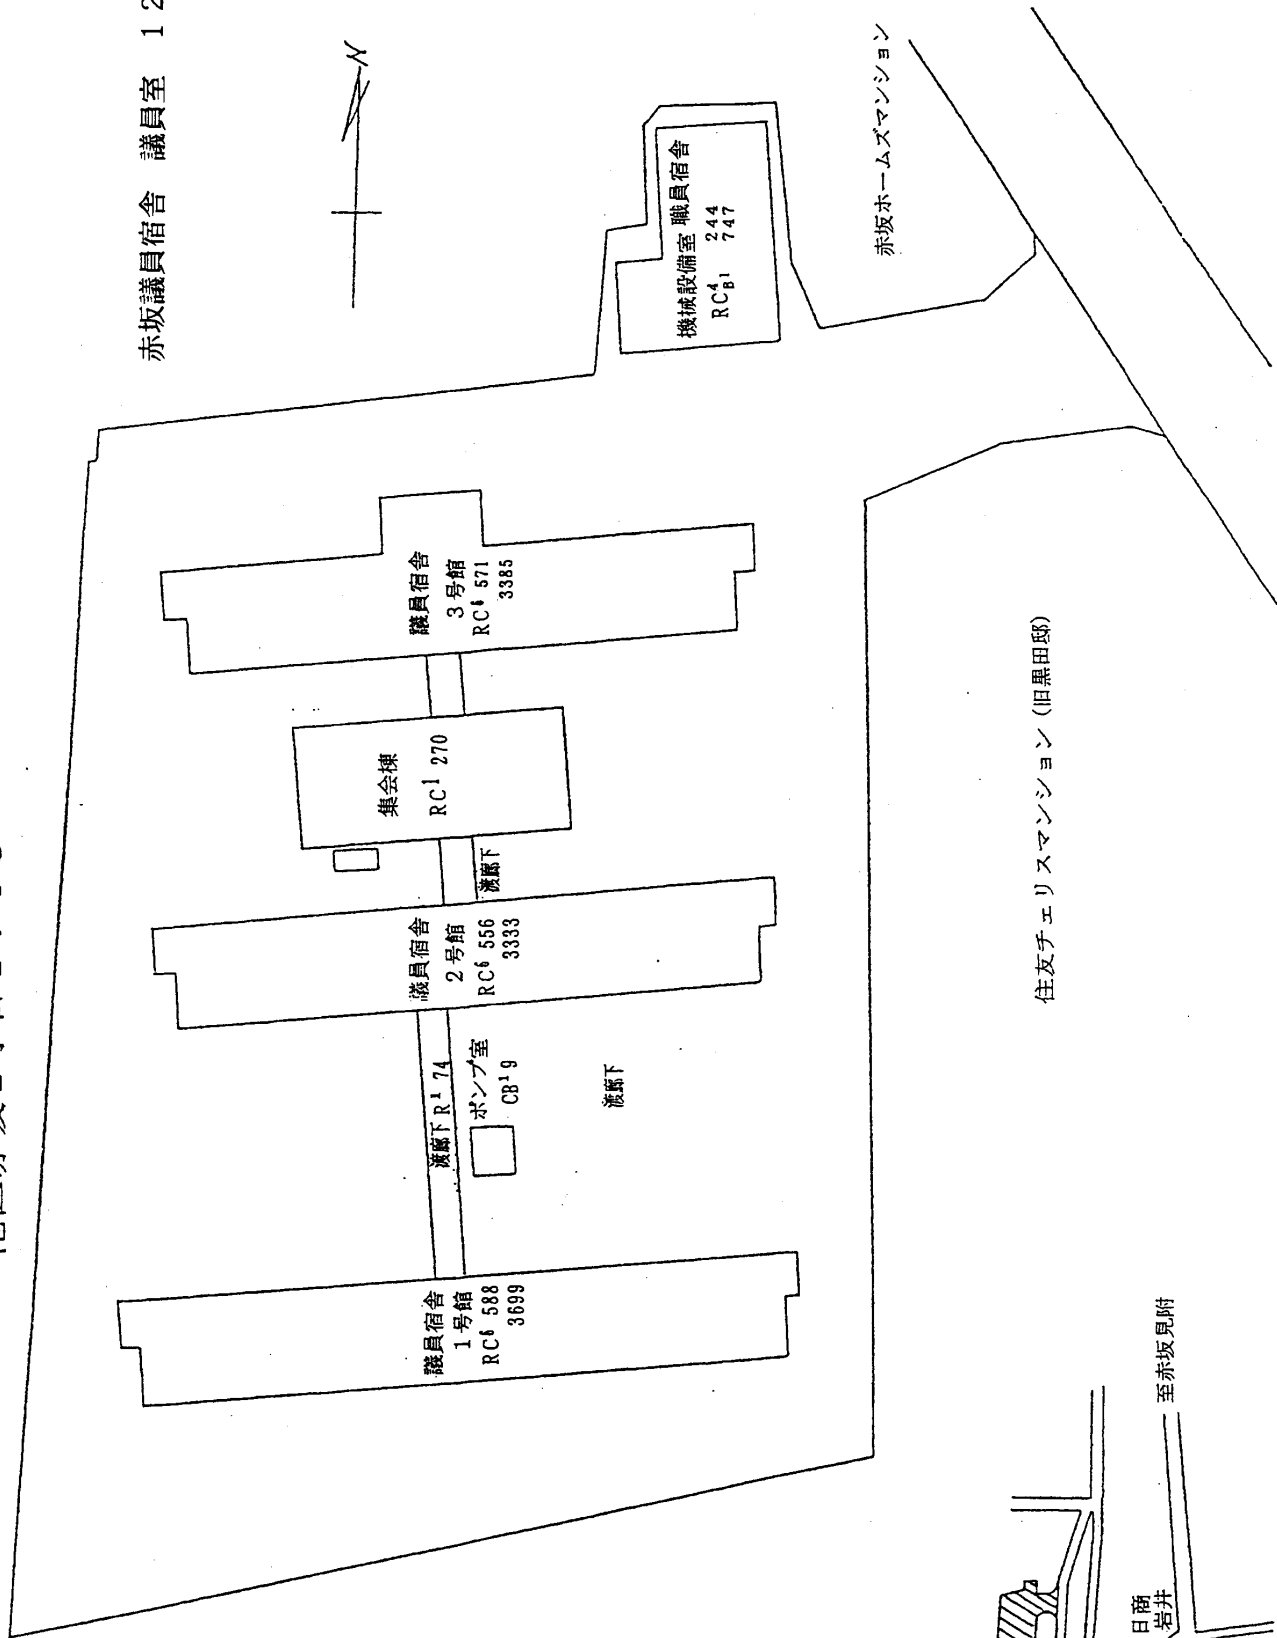 赤坂議員宿舎 議員室 12
N
機械設備室 職員宿舎
RC4 B1 244
747
赤坂ホームズマンション
議員宿舎
3号館
RC6 571
3385
集会棟
RC1 270
渡廊下
議員宿舎
2号館
RC6 556
3333
渡廊下 R1 74
ポンプ室
CB1 9
渡廊下
議員宿舎
1号館
RC6 588
3699
住友チェリスマンション(旧黒田邸)
至赤坂見附
日商
岩井